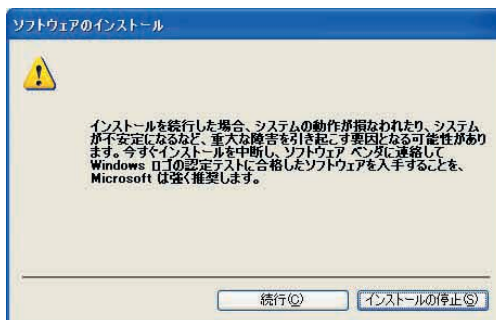 ソフトウェアのインストール
インストールを続行した場合、システムの動作が損なわれたり、システム
が不安定になるなど、重大な障害を引き起こす要因となる可能性があり
ます。今すぐインストールを中断し、ソフトウェア ベンダに連絡して
Windows ロゴの認定テストに合格したソフトウェアを入手することを、
Microsoft は強く推奨します。
続行(C)
インストールの停止(S)